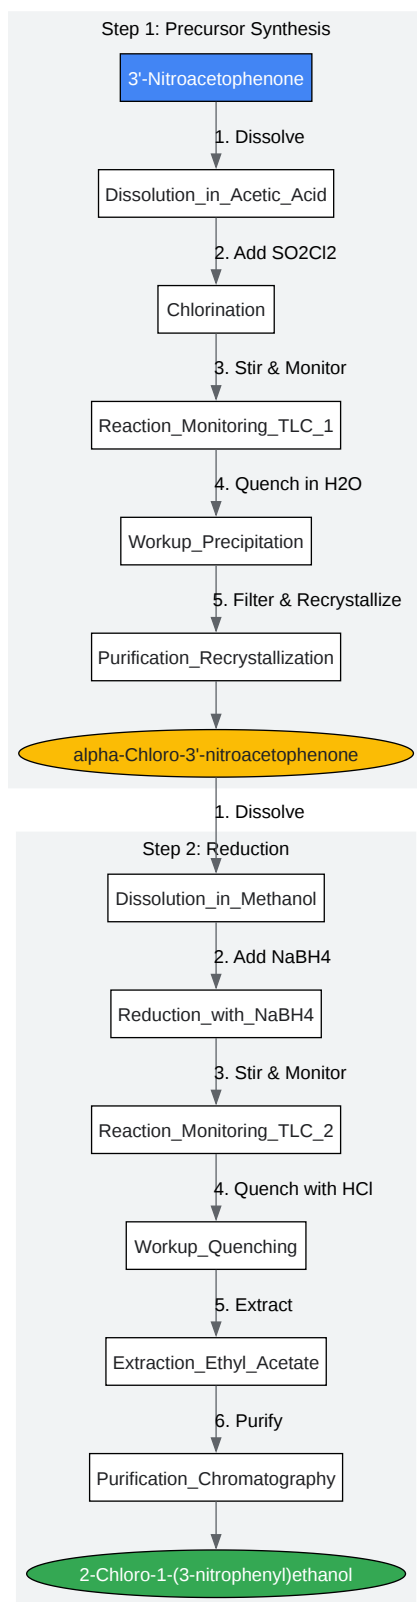 Step 1: Precursor Synthesis
3'-Nitroacetophenone
1. Dissolve
Dissolution_in_Acetic_Acid
2. Add SO2Cl2
Chlorination
3. Stir & Monitor
Reaction_Monitoring_TLC_1
4. Quench in H2O
Workup_Precipitation
5. Filter & Recrystallize
Purification_Recrystallization
alpha-Chloro-3'-nitroacetophenone
1. Dissolve
Step 2: Reduction
Dissolution_in_Methanol
2. Add NaBH4
Reduction_with_NaBH4
3. Stir & Monitor
Reaction_Monitoring_TLC_2
4. Quench with HCl
Workup_Quenching
5. Extract
Extraction_Ethyl_Acetate
6. Purify
Purification_Chromatography
2-Chloro-1-(3-nitrophenyl)ethanol